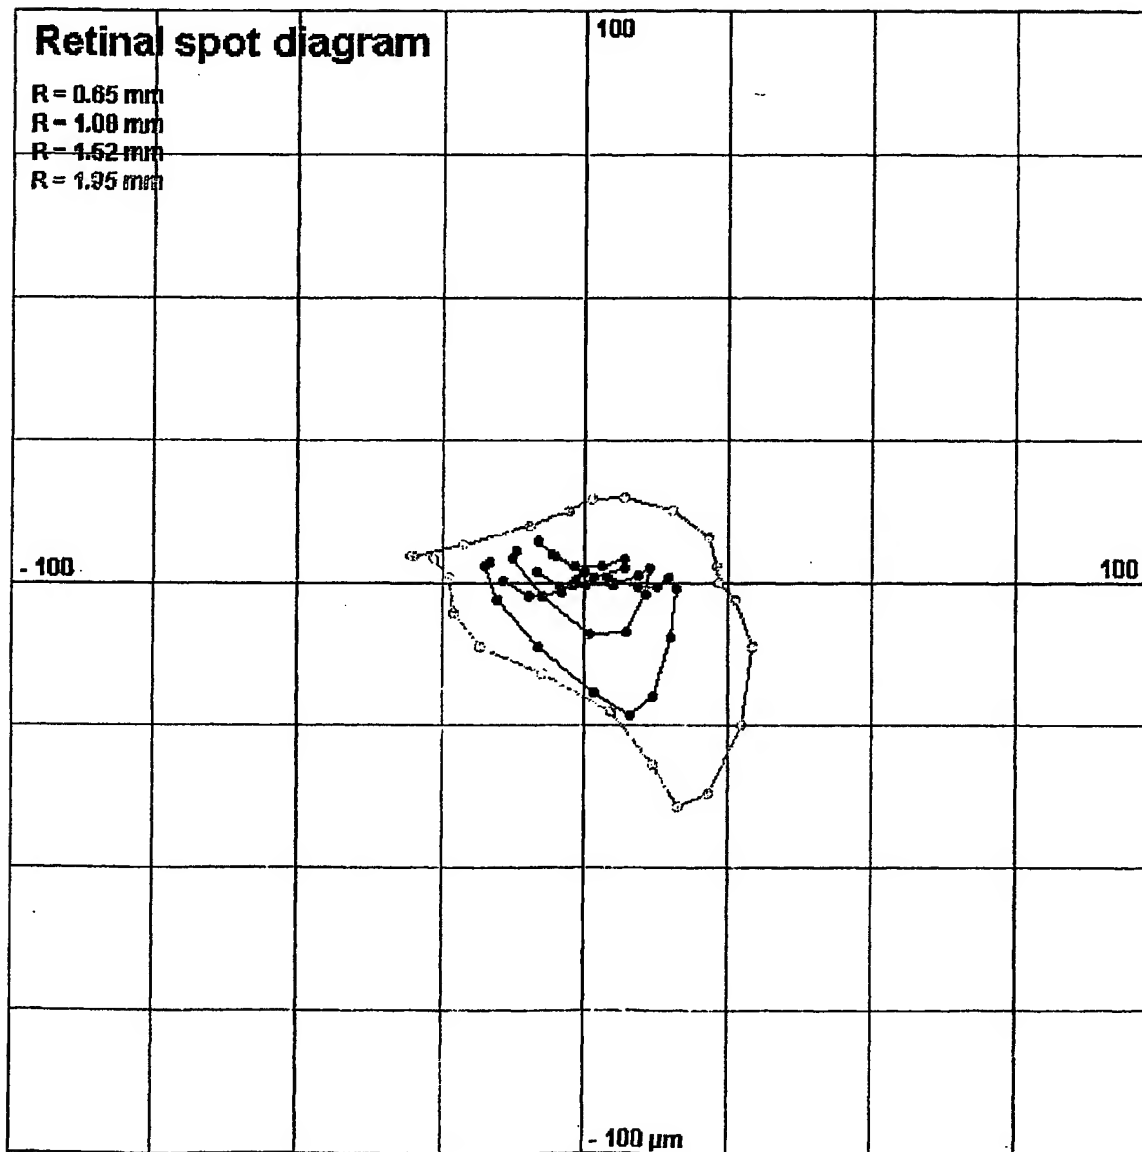 Retinal spot diagram
R = 0.65 mm
R = 1.08 mm
R = 1.52 mm
R = 1.95 mm
100
- 100
100
- 100 µm